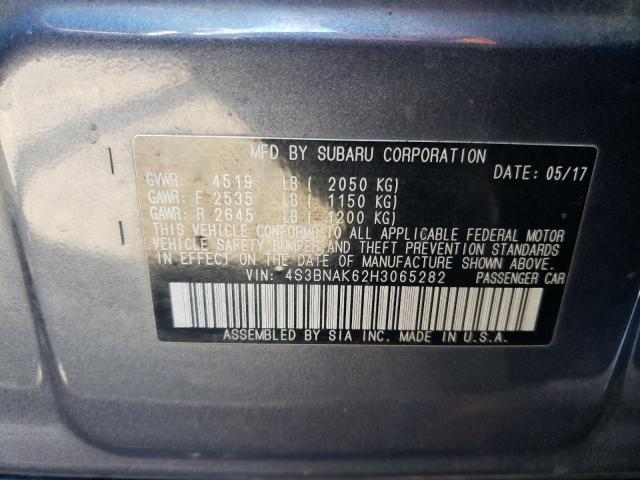 MFD BY SUBARU CORPORATION
DATE: 05/17
GVWR: 4519 LB ( 2050 KG)
GAWR: F 2535 LB ( 1150 KG)
GAWR: R 2645 LB ( 1200 KG)
THIS VEHICLE CONFORMS TO ALL APPLICABLE FEDERAL MOTOR
VEHICLE SAFETY, BUMPER AND THEFT PREVENTION STANDARDS
IN EFFECT ON THE DATE OF MANUFACTURE SHOWN ABOVE.
VIN: 4S3BNAK62H3065282 PASSENGER CAR
ASSEMBLED BY SIA INC. MADE IN U.S.A.